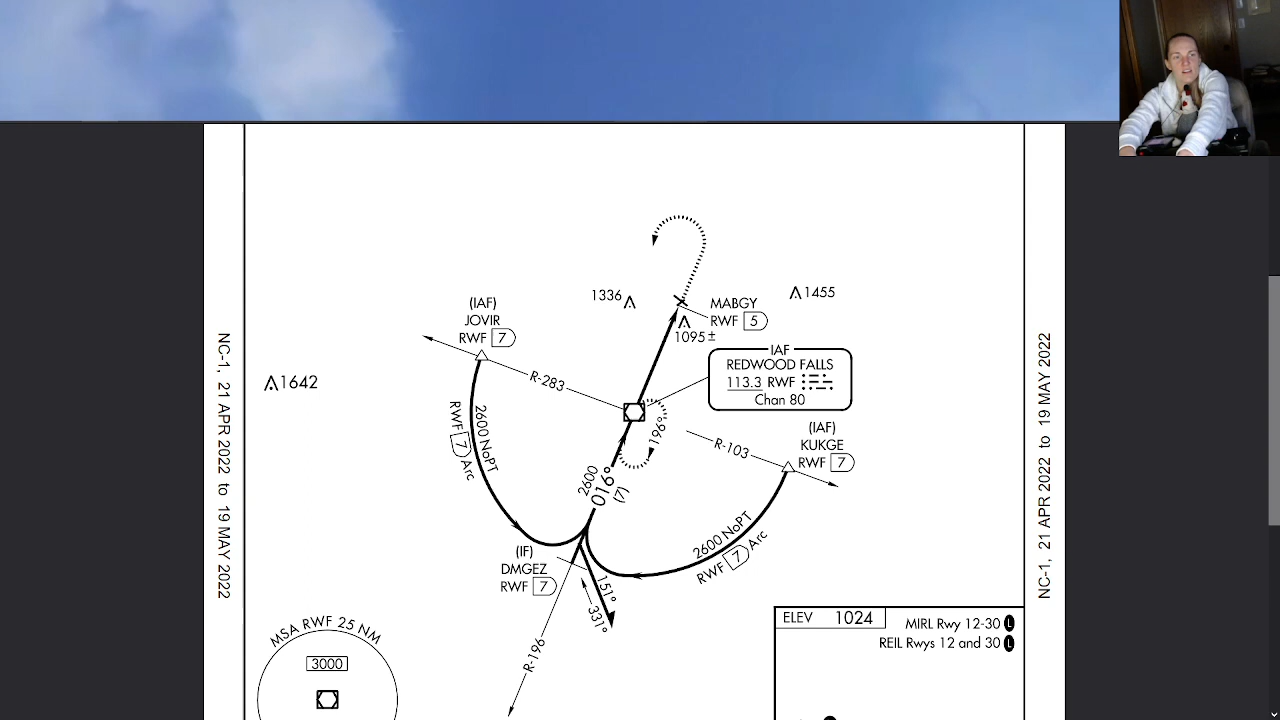 1336
1455
MABGY
RWF 5
1095±
(IAF)
JOVIR
RWF 7
IAF
REDWOOD FALLS
113.3 RWF
Chan 80
1642
R-283
RWF 7 Arc
2600 NoPT
196°
R-103
(IAF)
KUKGE
RWF 7
2600
016°
(7)
2600 NoPT
RWF 7 Arc
(IF)
DMGEZ
RWF 7
151°
331°
R-196
NC-1, 21 APR 2022 to 19 MAY 2022
NC-1, 21 APR 2022 to 19 MAY 2022
MSA RWF 25 NM
3000
ELEV 1024
MIRL Rwy 12-30 L
REIL Rwys 12 and 30 L